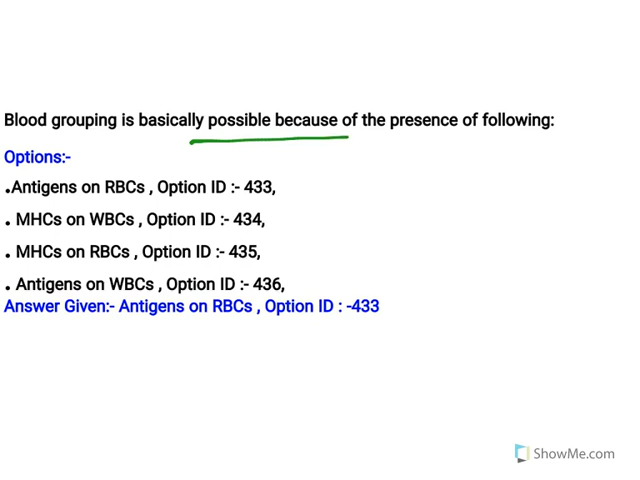 Blood grouping is basically possible because of the presence of following:
Options:-
.Antigens on RBCs , Option ID :- 433,
. MHCs on WBCs , Option ID :- 434,
. MHCs on RBCs , Option ID :- 435,
. Antigens on WBCs , Option ID :- 436,
Answer Given:- Antigens on RBCs , Option ID : -433
ShowMe.com